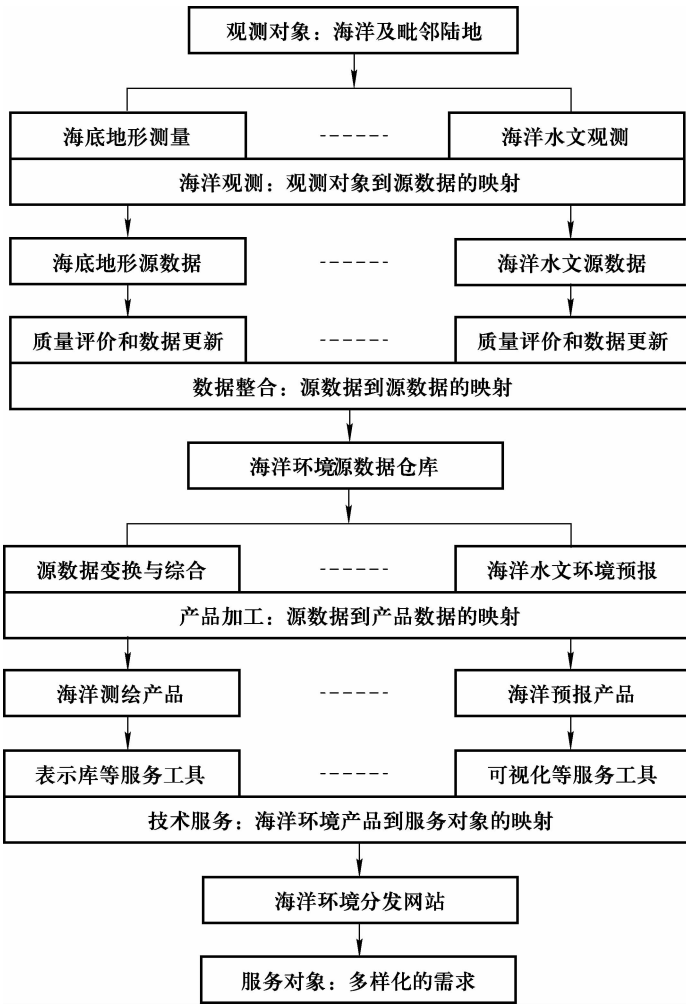 观测对象：海洋及毗邻陆地
海底地形测量
海洋水文观测
海洋观测：观测对象到源数据的映射
海底地形源数据
海洋水文源数据
质量评价和数据更新
质量评价和数据更新
数据整合：源数据到源数据的映射
海洋环境源数据仓库
源数据变换与综合
海洋水文环境预报
产品加工：源数据到产品数据的映射
海洋测绘产品
海洋预报产品
表示库等服务工具
可视化等服务工具
技术服务：海洋环境产品到服务对象的映射
海洋环境分发网站
服务对象：多样化的需求